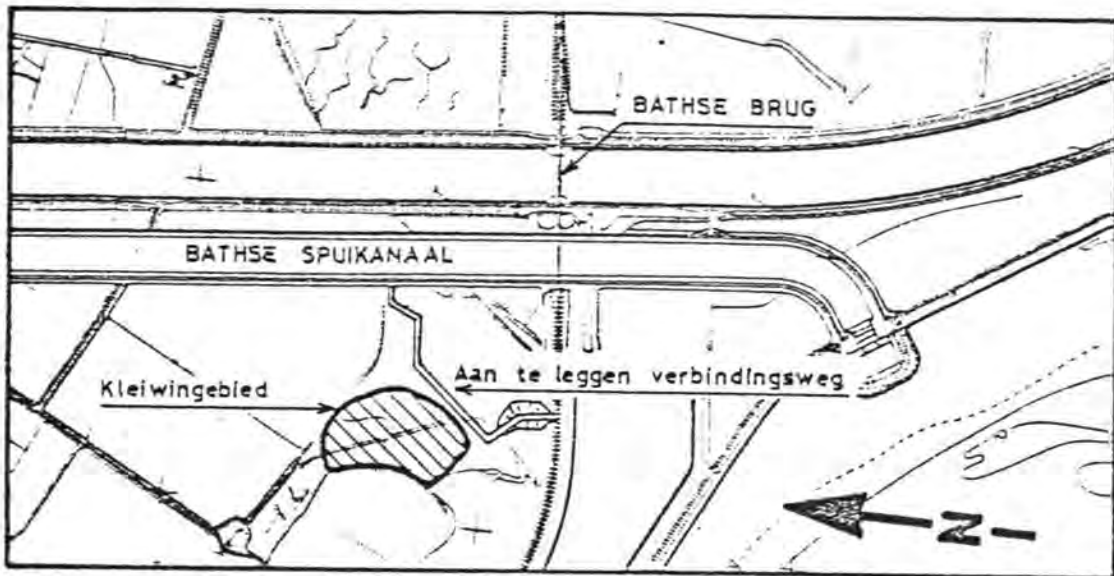 BATHSE BRUG
BATHSE SPUIKANAAL
Aan te leggen verbindingsweg
Kleiwingebied
N